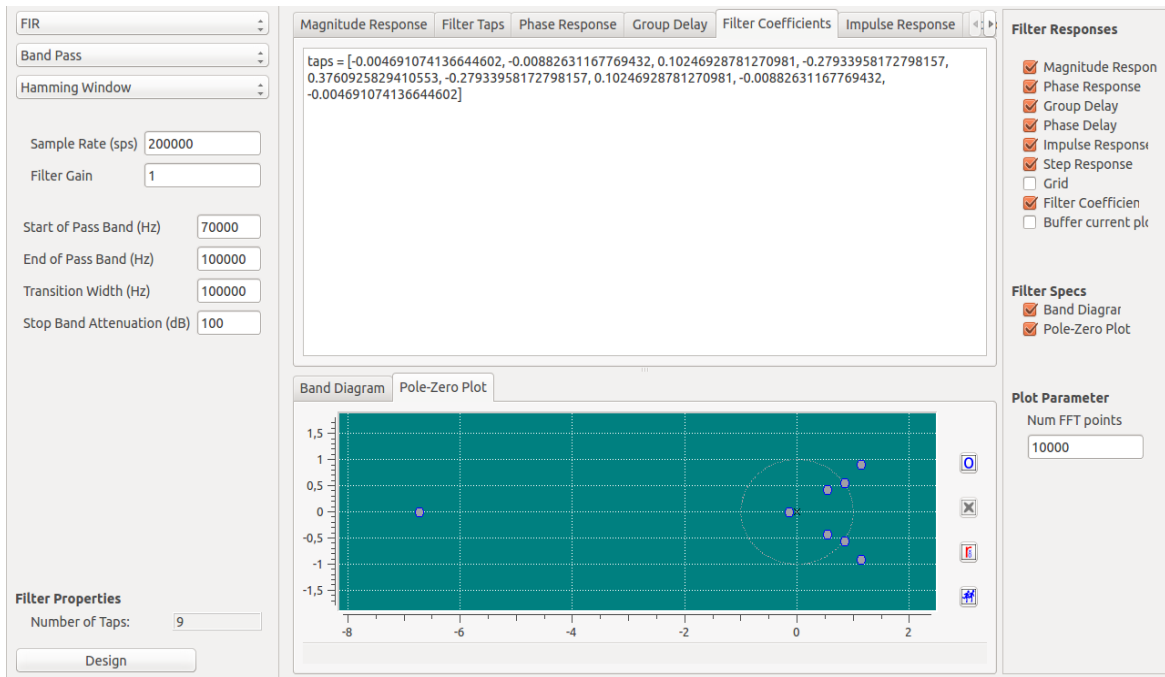 FIR
Band Pass
Hamming Window
Sample Rate (sps) 200000
Filter Gain 1
Start of Pass Band (Hz) 70000
End of Pass Band (Hz) 100000
Transition Width (Hz) 100000
Stop Band Attenuation (dB) 100
Filter Properties
Number of Taps: 9
Design
Magnitude Response Filter Taps Phase Response Group Delay Filter Coefficients Impulse Response
taps = [-0.004691074136644602, -0.00882631167769432, 0.10246928781270981, -0.27933958172798157,
0.3760925829410553, -0.27933958172798157, 0.10246928781270981, -0.00882631167769432,
-0.004691074136644602]
Band Diagram Pole-Zero Plot
1,5
1
0,5
0
-0,5
-1
-1,5
-8 -6 -4 -2 0 2
Filter Responses
Magnitude Respon
Phase Response
Group Delay
Phase Delay
Impulse Response
Step Response
Grid
Filter Coefficien
Buffer current plo
Filter Specs
Band Diagrar
Pole-Zero Plot
Plot Parameter
Num FFT points
10000